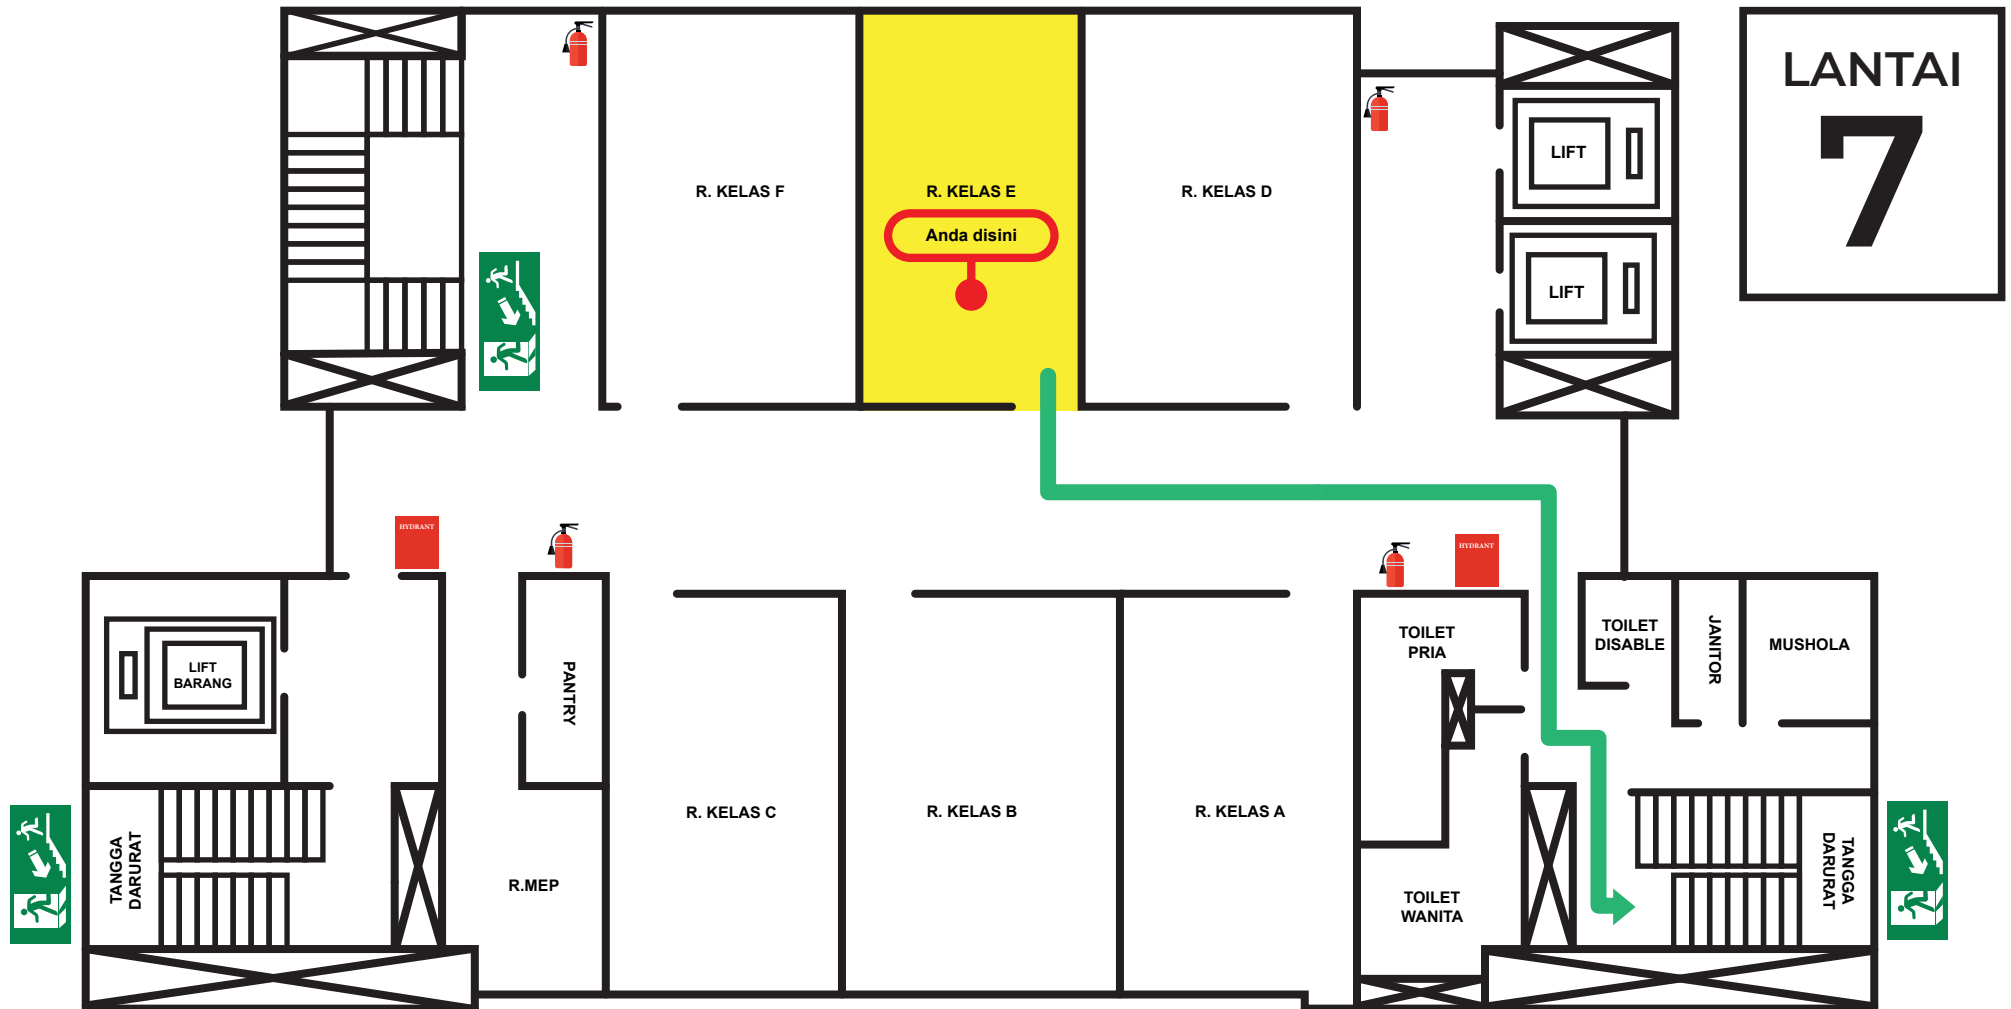 LANTAI
7
LIFT
R. KELAS F
R. KELAS E
R. KELAS D
Anda disini
LIFT
HYDRANT
HYDRANT
TOILET
PRIA
TOILET
DISABLE
JANITOR
MUSHOLA
LIFT
BARANG
PANTRY
R. KELAS C
R. KELAS B
R. KELAS A
TANGGA
DARURAT
R.MEP
TOILET
WANITA
TANGGA
DARURAT